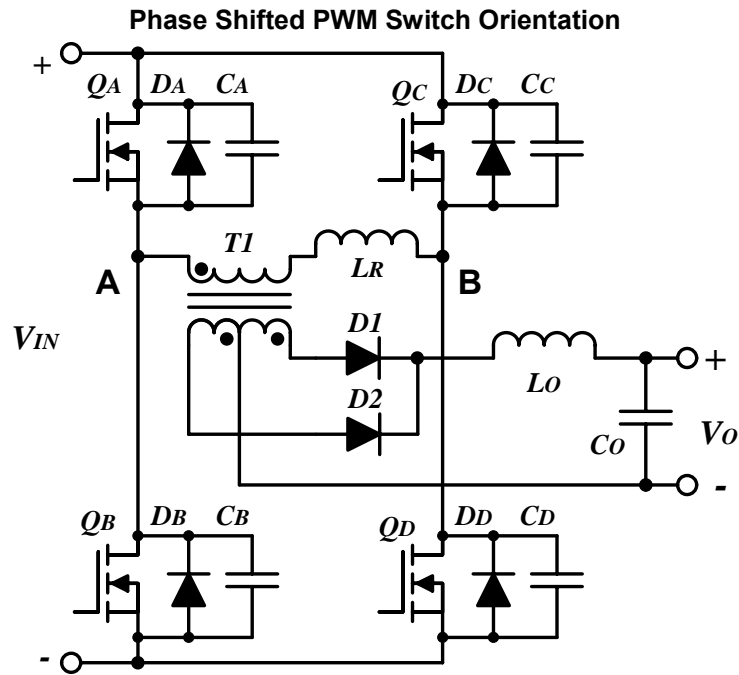 Phase Shifted PWM Switch Orientation
+
QA DA CA QC DC CC
T1 LR
A B
VIN
D1
LO
+
D2
CO VO
-
QB DB CB QD DD CD
-